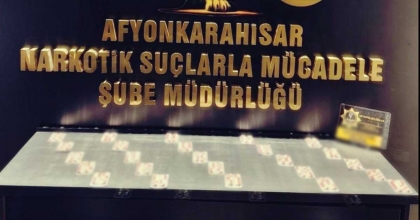 AFYONKARAHİSAR
NARKOTİK SUÇLARLA MÜCADELE
ŞUBE MÜDÜRLÜĞÜ